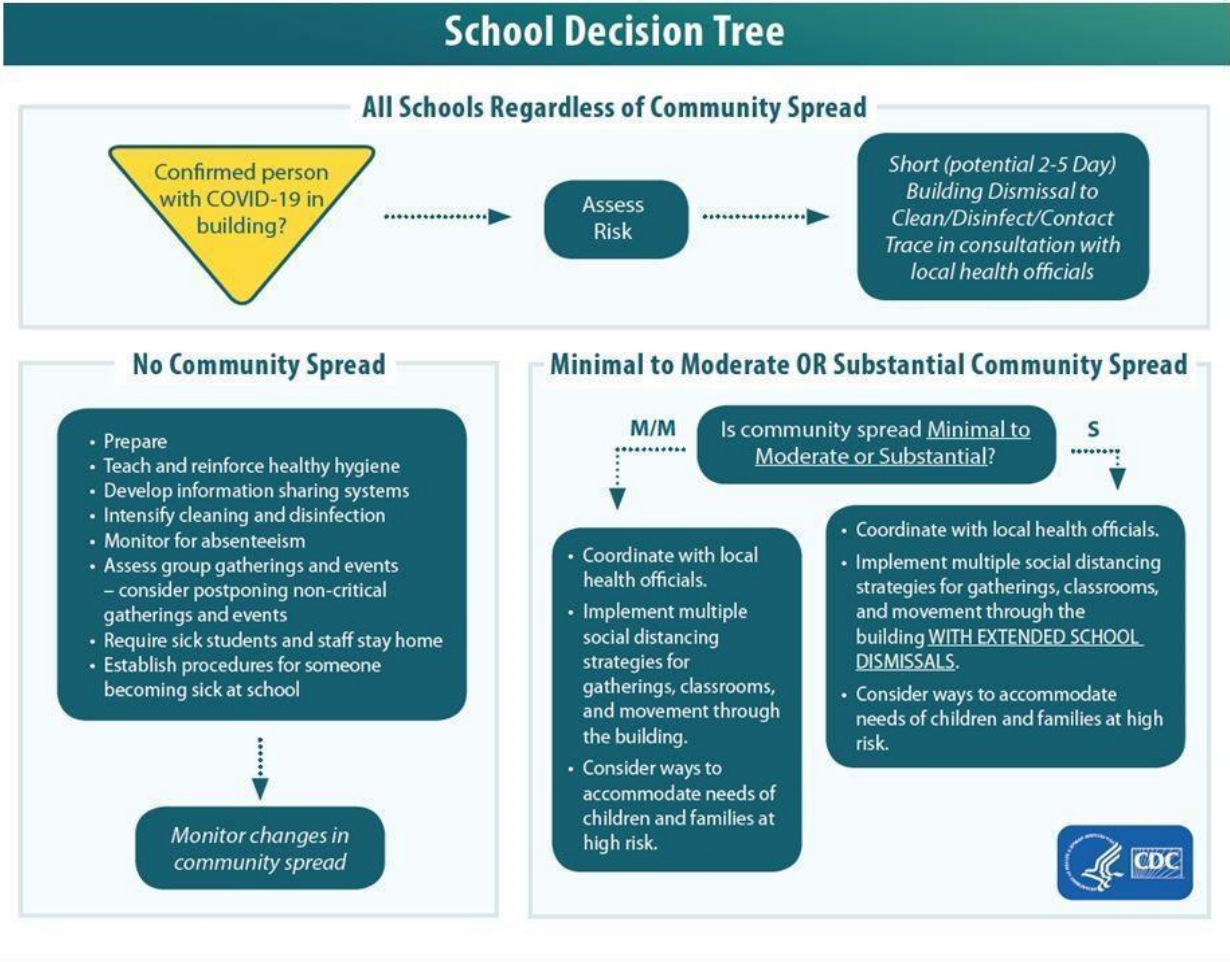 School Decision Tree
All Schools Regardless of Community Spread
Confirmed person
with COVID-19 in
building?
Assess
Risk
Short (potential 2-5 Day)
Building Dismissal to
Clean/Disinfect/Contact
Trace in consultation with
local health officials
No Community Spread
• Prepare
• Teach and reinforce healthy hygiene
• Develop information sharing systems
• Intensify cleaning and disinfection
• Monitor for absenteeism
• Assess group gatherings and events
– consider postponing non-critical
gatherings and events
• Require sick students and staff stay home
• Establish procedures for someone
becoming sick at school
Monitor changes in
community spread
Minimal to Moderate OR Substantial Community Spread
Is community spread Minimal to
Moderate or Substantial?
M/M
• Coordinate with local
health officials.
• Implement multiple
social distancing
strategies for
gatherings, classrooms,
and movement through
the building.
• Consider ways to
accommodate needs of
children and families at
high risk.
S
• Coordinate with local health officials.
• Implement multiple social distancing
strategies for gatherings, classrooms,
and movement through the
building WITH EXTENDED SCHOOL
DISMISSALS.
• Consider ways to accommodate
needs of children and families at high
risk.
CDC